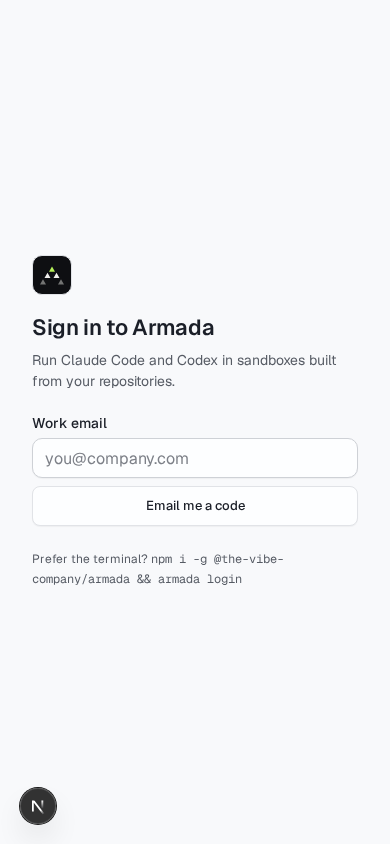 Sign in to Armada
Run Claude Code and Codex in sandboxes built
from your repositories.
Work email
you@company.com
Email me a code
Prefer the terminal? npm i -g @the-vibe-
company/armada && armada login
N